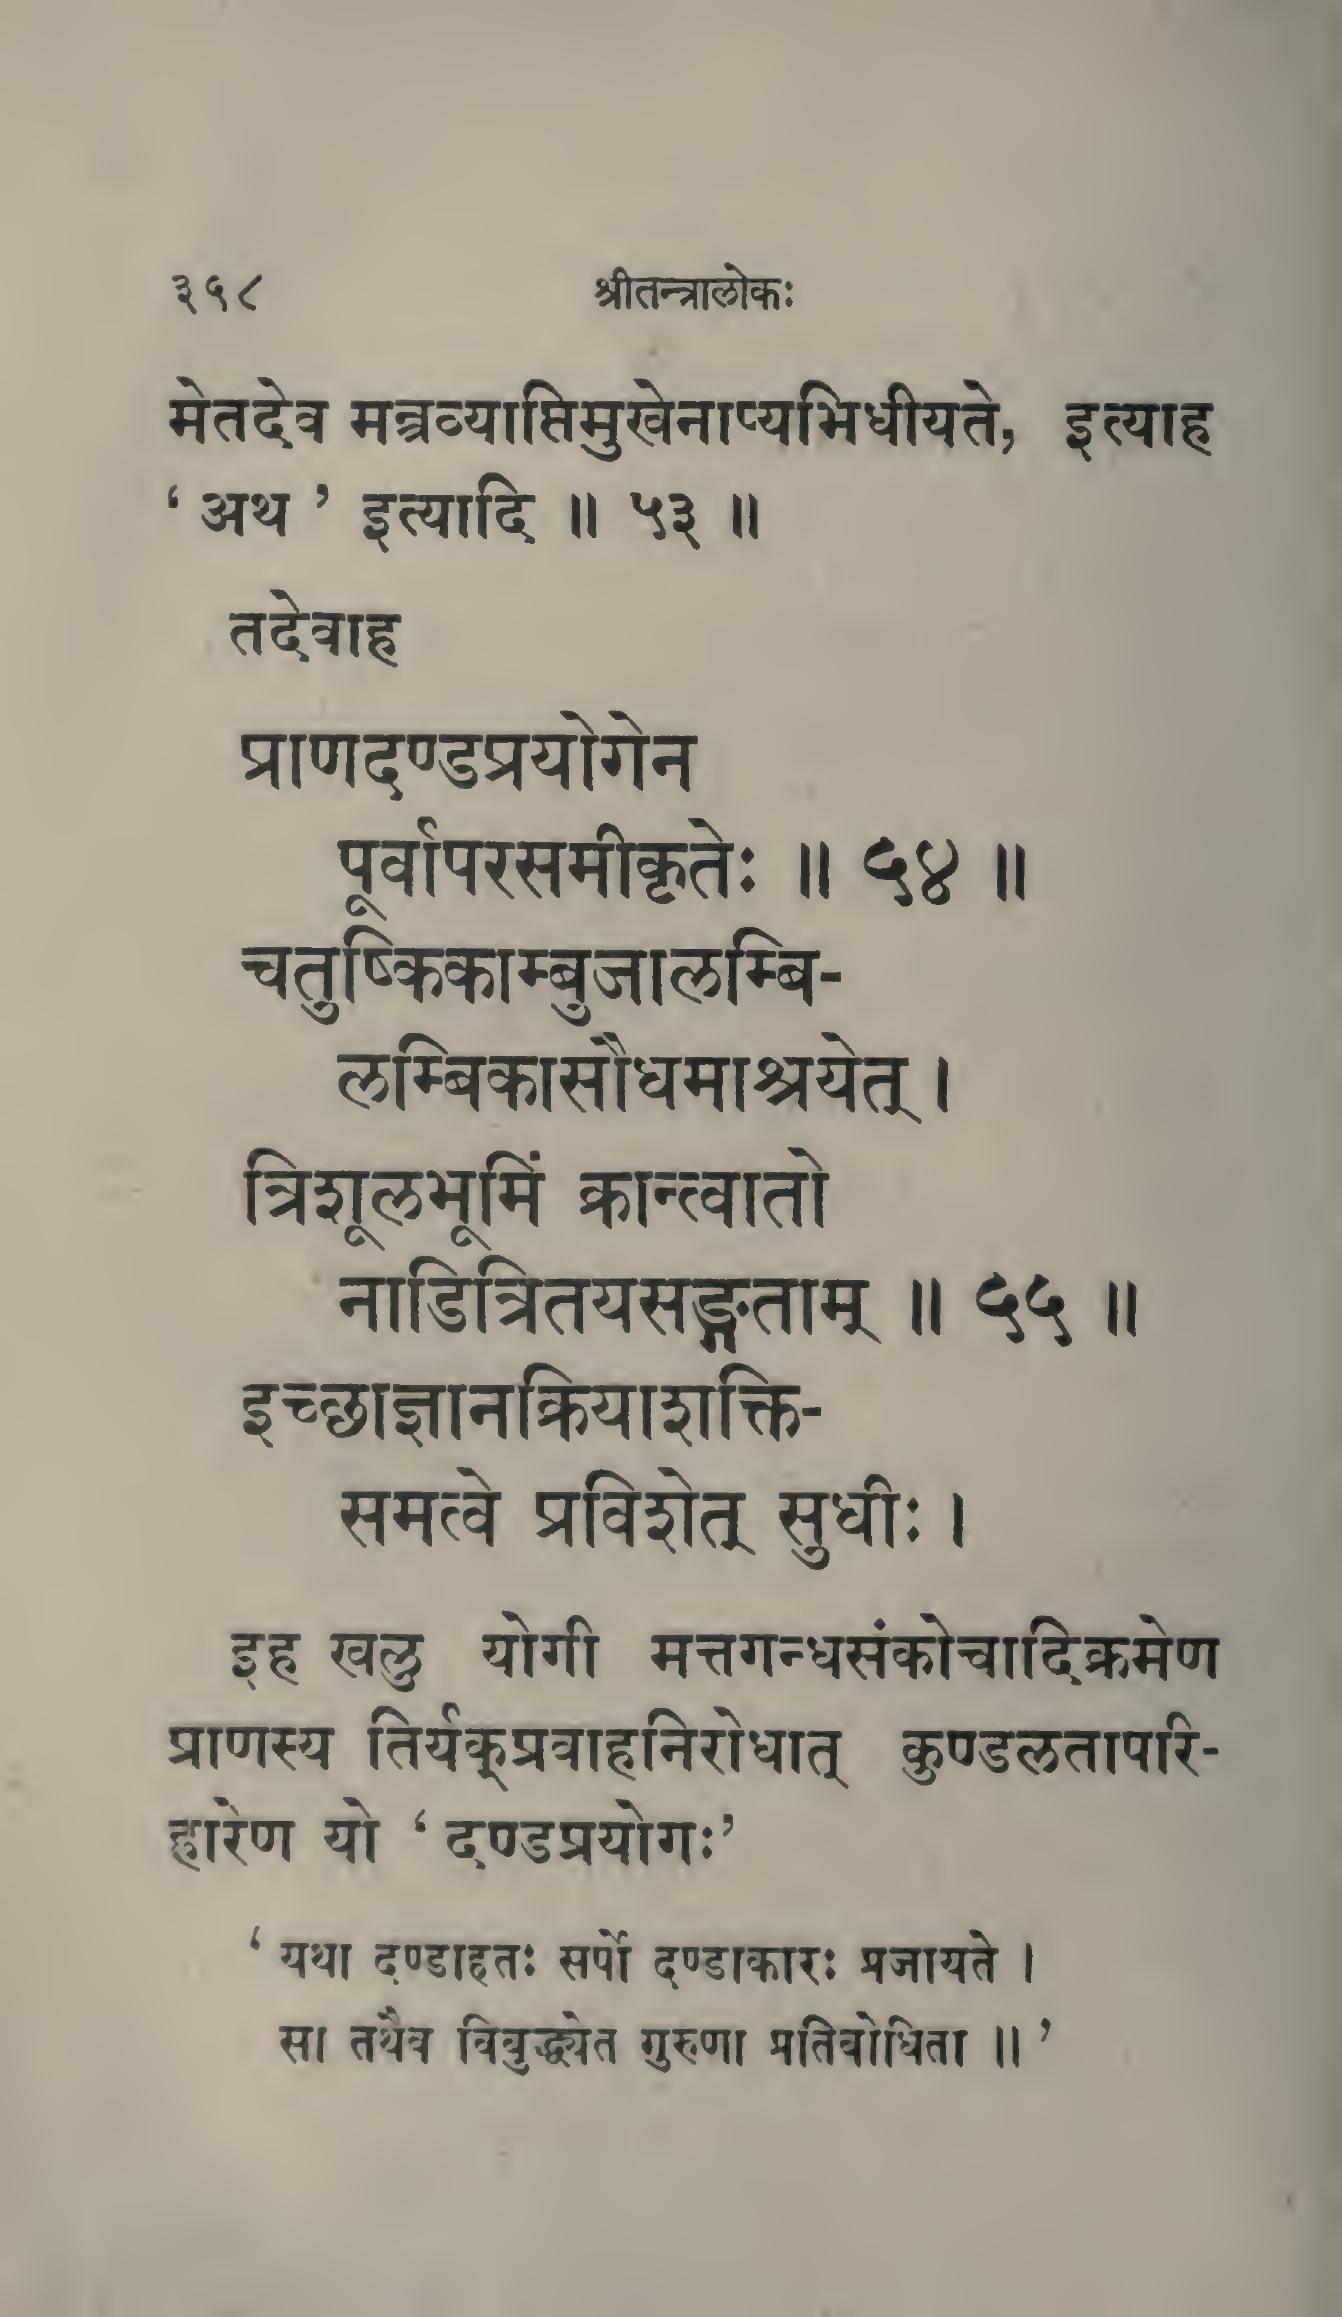 ३५८ श्रीतन्त्रालोकः
मेतदेव मन्त्रव्याप्तिमुखेनाप्यभिधीयते, इत्याह
‘ अथ ’ इत्यादि ॥ ५३ ॥
तदेवाह
प्राणदण्डप्रयोगेन
पूर्वापरसमीकृतेः ॥ ५४ ॥
चतुष्किकाम्बुजालम्बि-
लम्बिकासौधमाश्रयेत् ।
त्रिशूलभूमिं क्रान्त्वातो
नाडित्रितयसङ्गताम् ॥ ५५ ॥
इच्छाज्ञानक्रियाशक्ति-
समत्वे प्रविशेत् सुधीः ।
इह खलु योगी मत्तगन्धसंकोचादिक्रमेण
प्राणस्य तिर्यक्प्रवाहनिरोधात् कुण्डलतापरि-
हारेण यो ‘ दण्डप्रयोगः’
‘ यथा दण्डाहतः सर्पो दण्डाकारः प्रजायते ।
सा तथैव विबुद्ध्येत गुरुणा प्रतिबोधिता ॥ ’